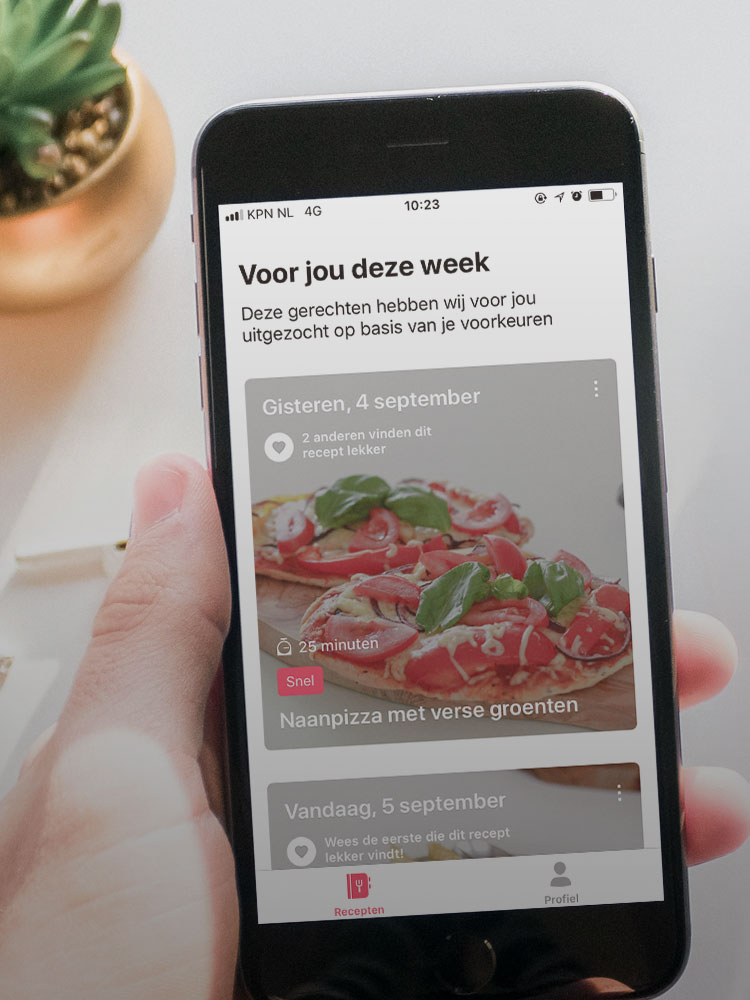 KPN NL 4G 10:23
Voor jou deze week
Deze gerechten hebben wij voor jou
uitgezocht op basis van je voorkeuren
Gisteren, 4 september
2 anderen vinden dit
recept lekker
25 minuten
Snel
Naanpizza met verse groenten
Vandaag, 5 september
Wees de eerste die dit recept
lekker vindt!
Recepten
Profiel